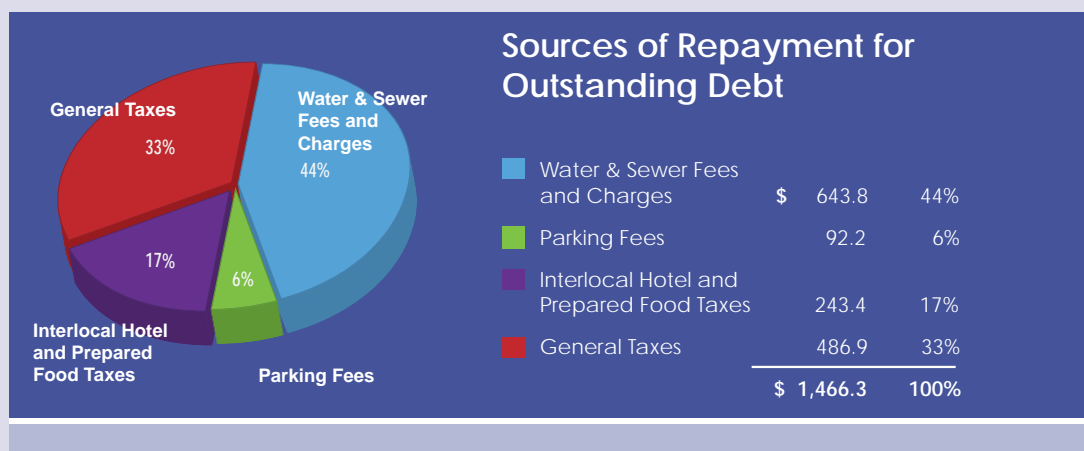 Sources of Repayment for
Outstanding Debt
General Taxes
33%
Water & Sewer
Fees and
Charges
44%
17%
6%
Interlocal Hotel
and Prepared
Food Taxes
Parking Fees
Water & Sewer Fees
and Charges $ 643.8 44%
Parking Fees 92.2 6%
Interlocal Hotel and
Prepared Food Taxes 243.4 17%
General Taxes 486.9 33%
$ 1,466.3 100%